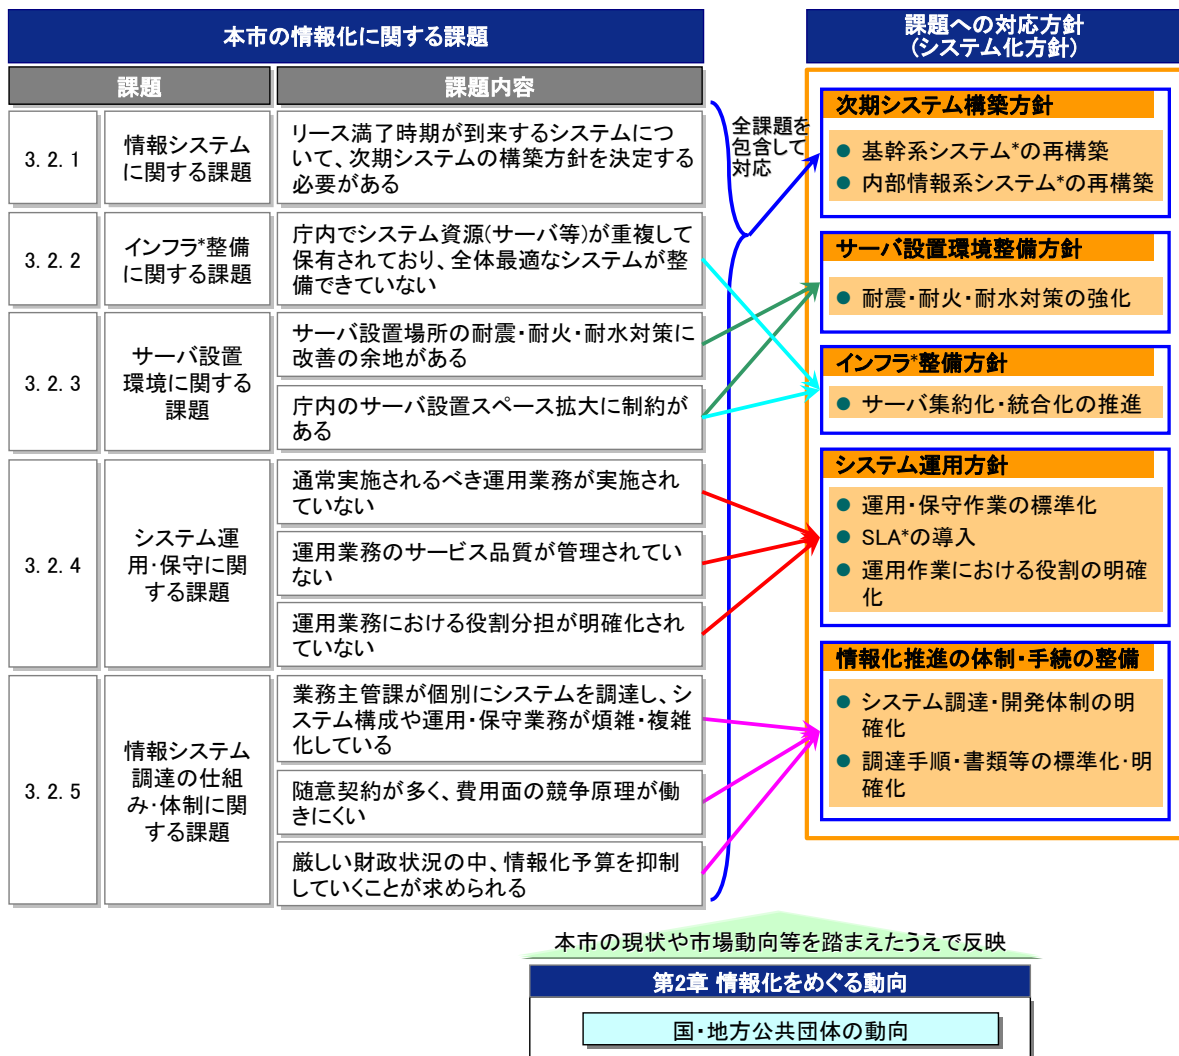 本市の情報化に関する課題
課題
課題内容
3. 2. 1
情報システム
に関する課題
リース満了時期が到来するシステムにつ
いて、次期システムの構築方針を決定する
必要がある
3. 2. 2
インフラ*整備
に関する課題
庁内でシステム資源(サーバ等)が重複して
保有されており、全体最適なシステムが整
備できていない
3. 2. 3
サーバ設置
環境に関する
課題
サーバ設置場所の耐震・耐火・耐水対策に
改善の余地がある
庁内のサーバ設置スペース拡大に制約が
ある
3. 2. 4
システム運
用・保守に関
する課題
通常実施されるべき運用業務が実施され
ていない
運用業務のサービス品質が管理されてい
ない
運用業務における役割分担が明確化され
ていない
3. 2. 5
情報システム
調達の仕組
み・体制に関
する課題
業務主管課が個別にシステムを調達し、シ
ステム構成や運用・保守業務が煩雑・複雑
化している
随意契約が多く、費用面の競争原理が働
きにくい
厳しい財政状況の中、情報化予算を抑制
していくことが求められる
全課題を
包含して
対応
課題への対応方針
(システム化方針)
次期システム構築方針
● 基幹系システム*の再構築
● 内部情報系システム*の再構築
サーバ設置環境整備方針
● 耐震・耐火・耐水対策の強化
インフラ*整備方針
● サーバ集約化・統合化の推進
システム運用方針
● 運用・保守作業の標準化
● SLA*の導入
● 運用作業における役割の明確
化
情報化推進の体制・手続の整備
● システム調達・開発体制の明
確化
● 調達手順・書類等の標準化・明
確化
本市の現状や市場動向等を踏まえたうえで反映
第2章 情報化をめぐる動向
国・地方公共団体の動向